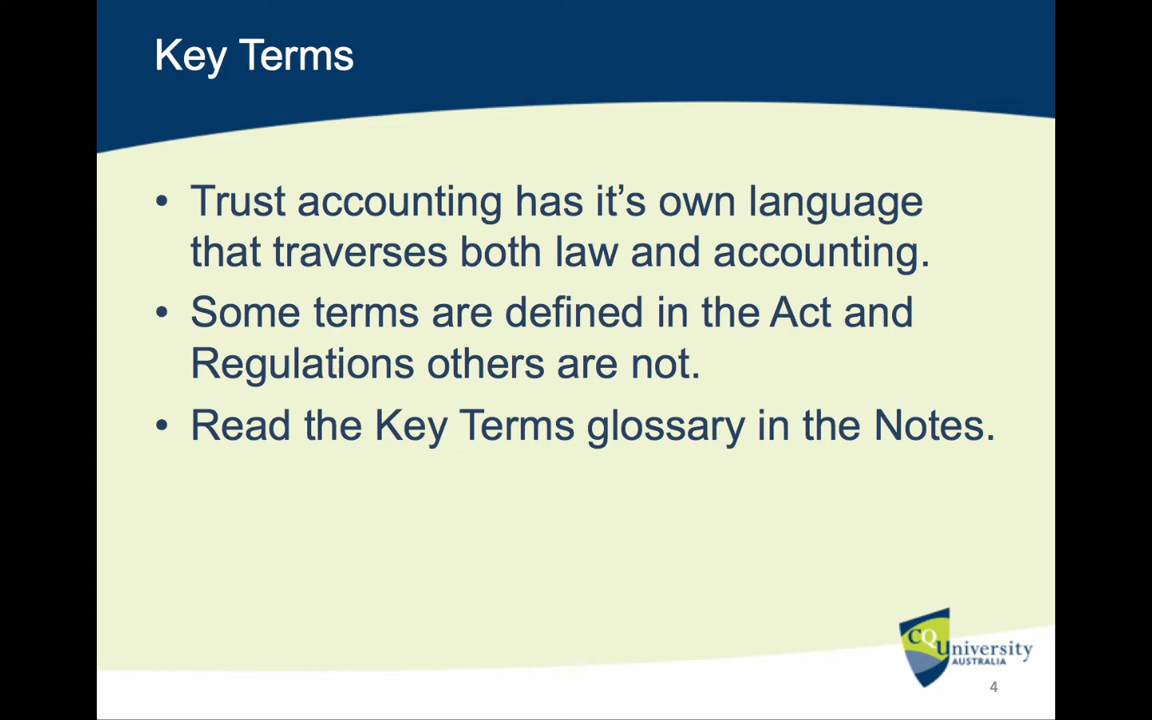 Key Terms
• Trust accounting has it’s own language
that traverses both law and accounting.
• Some terms are defined in the Act and
Regulations others are not.
• Read the Key Terms glossary in the Notes.
CQUniversity
AUSTRALIA
4